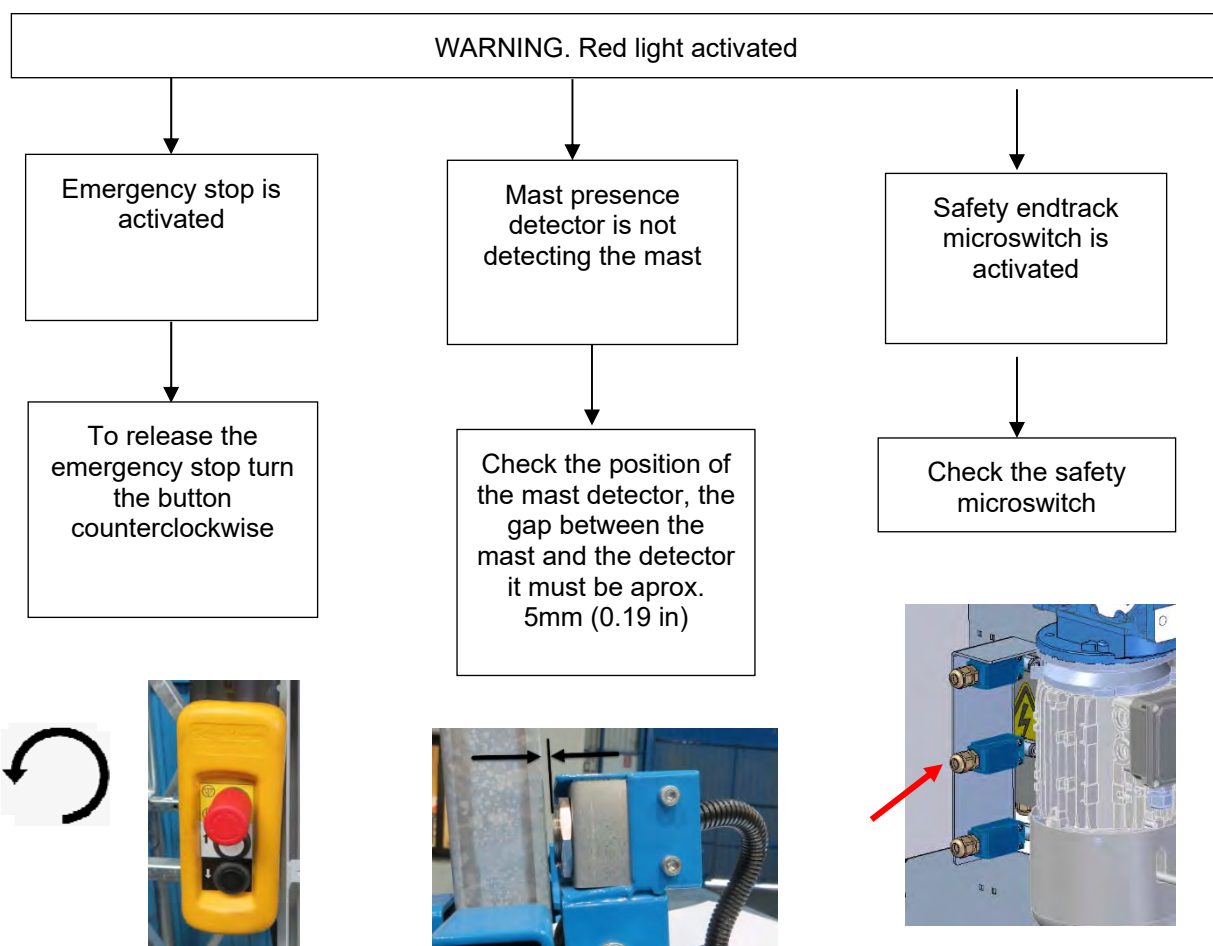 WARNING. Red light activated
Emergency stop is
activated
Mast presence
detector is not
detecting the mast
Safety endtrack
microswitch is
activated
To release the
emergency stop turn
the button
counterclockwise
Check the position of
the mast detector, the
gap between the
mast and the detector
it must be aprox.
5mm (0.19 in)
Check the safety
microswitch